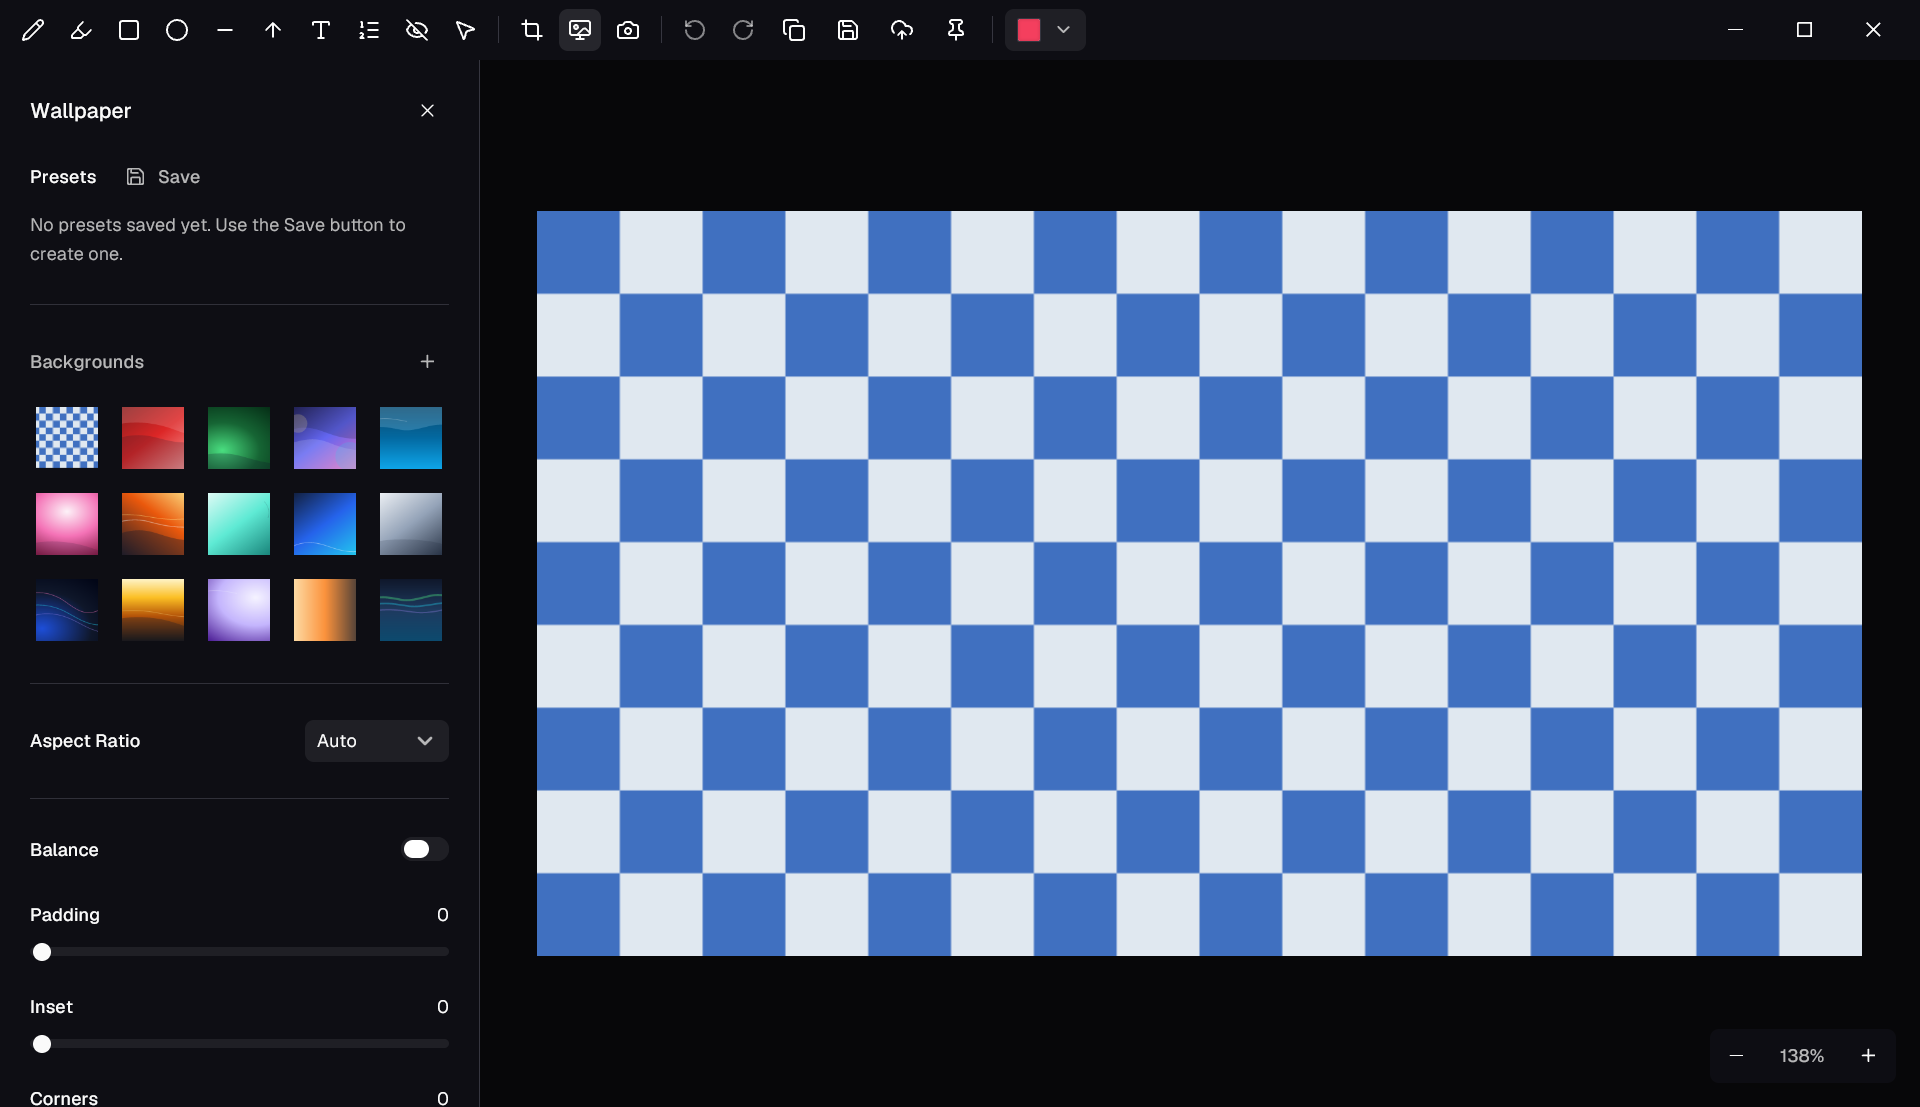 Wallpaper
Presets
Save
No presets saved yet. Use the Save button to
create one.
Backgrounds
Aspect Ratio
Auto
Balance
Padding
0
Inset
0
Corners
0
138%